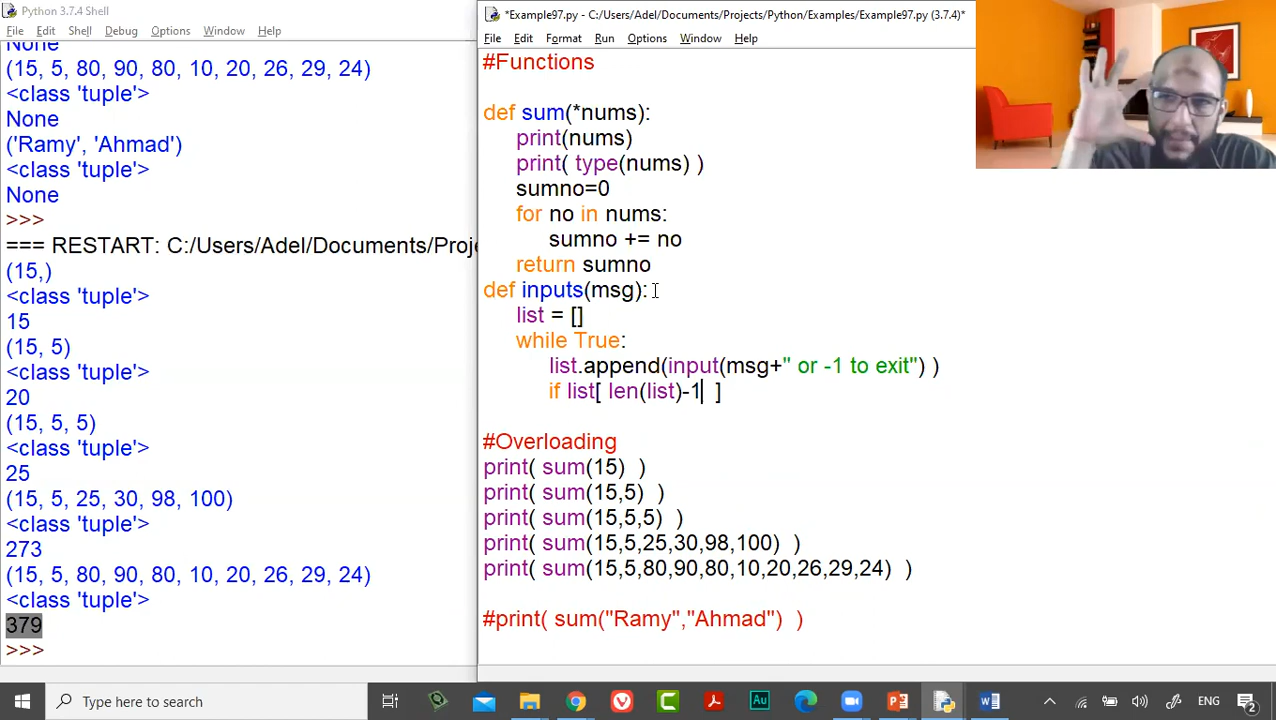 Python 3.7.4 Shell
File Edit Shell Debug Options Window Help
None
(15, 5, 80, 90, 80, 10, 20, 26, 29, 24)
<class 'tuple'>
None
('Ramy', 'Ahmad')
<class 'tuple'>
None
>>>
=== RESTART: C:/Users/Adel/Documents/Proje
(15,)
<class 'tuple'>
15
(15, 5)
<class 'tuple'>
20
(15, 5, 5)
<class 'tuple'>
25
(15, 5, 25, 30, 98, 100)
<class 'tuple'>
273
(15, 5, 80, 90, 80, 10, 20, 26, 29, 24)
<class 'tuple'>
379
>>>
*Example97.py - C:/Users/Adel/Documents/Projects/Python/Examples/Example97.py (3.7.4)*
File Edit Format Run Options Window Help
#Functions
def sum(*nums):
print(nums)
print( type(nums) )
sumno=0
for no in nums:
sumno += no
return sumno
def inputs(msg):
list = []
while True:
list.append(input(msg+" or -1 to exit") )
if list[ len(list)-1 ]
#Overloading
print( sum(15) )
print( sum(15,5) )
print( sum(15,5,5) )
print( sum(15,5,25,30,98,100) )
print( sum(15,5,80,90,80,10,20,26,29,24) )
#print( sum("Ramy","Ahmad") )
Type here to search
ENG
2